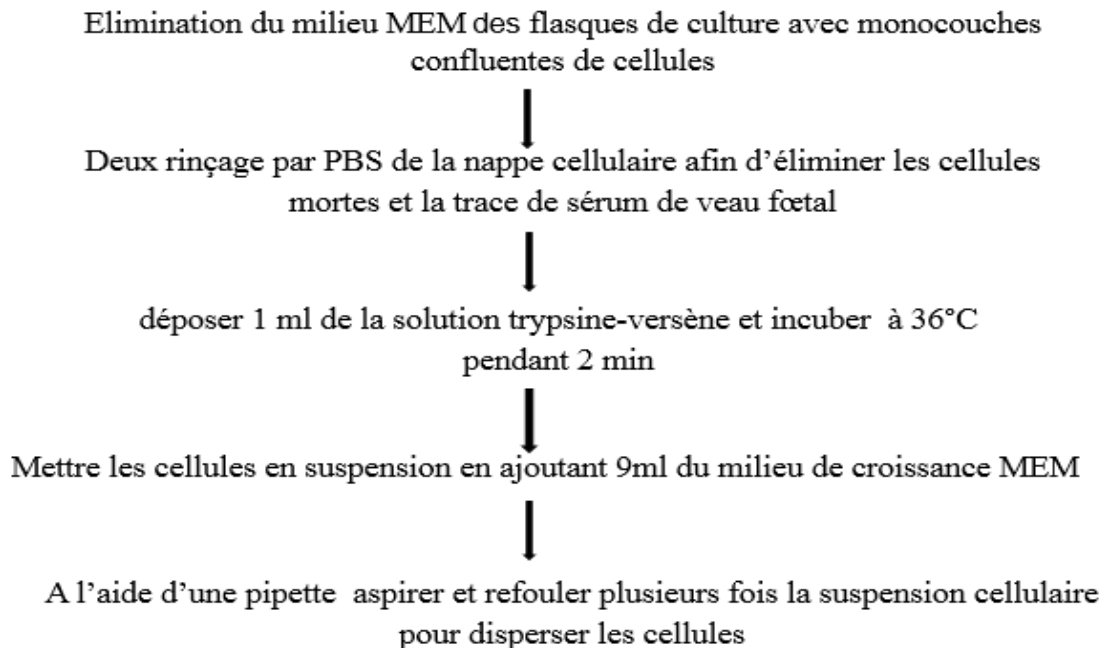 Elimination du milieu MEM des flasques de culture avec monocouches
confluentes de cellules
Deux rinçage par PBS de la nappe cellulaire afin d’éliminer les cellules
mortes et la trace de sérum de veau fœtal
déposer 1 ml de la solution trypsine-versène et incuber à 36°C
pendant 2 min
Mettre les cellules en suspension en ajoutant 9ml du milieu de croissance MEM
A l’aide d’une pipette aspirer et refouler plusieurs fois la suspension cellulaire
pour disperser les cellules